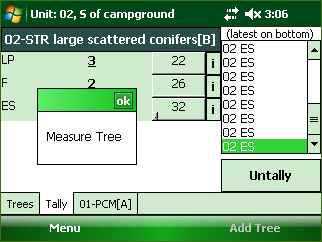 Unit: 02, S of campground 3:06
02-STR large scattered conifers[B]
(latest on bottom)
LP 3 22 i
F 2 26 i
ES 32 i
ok
Measure Tree
02 ES
02 ES
02 ES
02 ES
02 ES
02 ES
02 ES
02 ES
Untally
Trees Tally 01-PCM[A]
Menu Add Tree